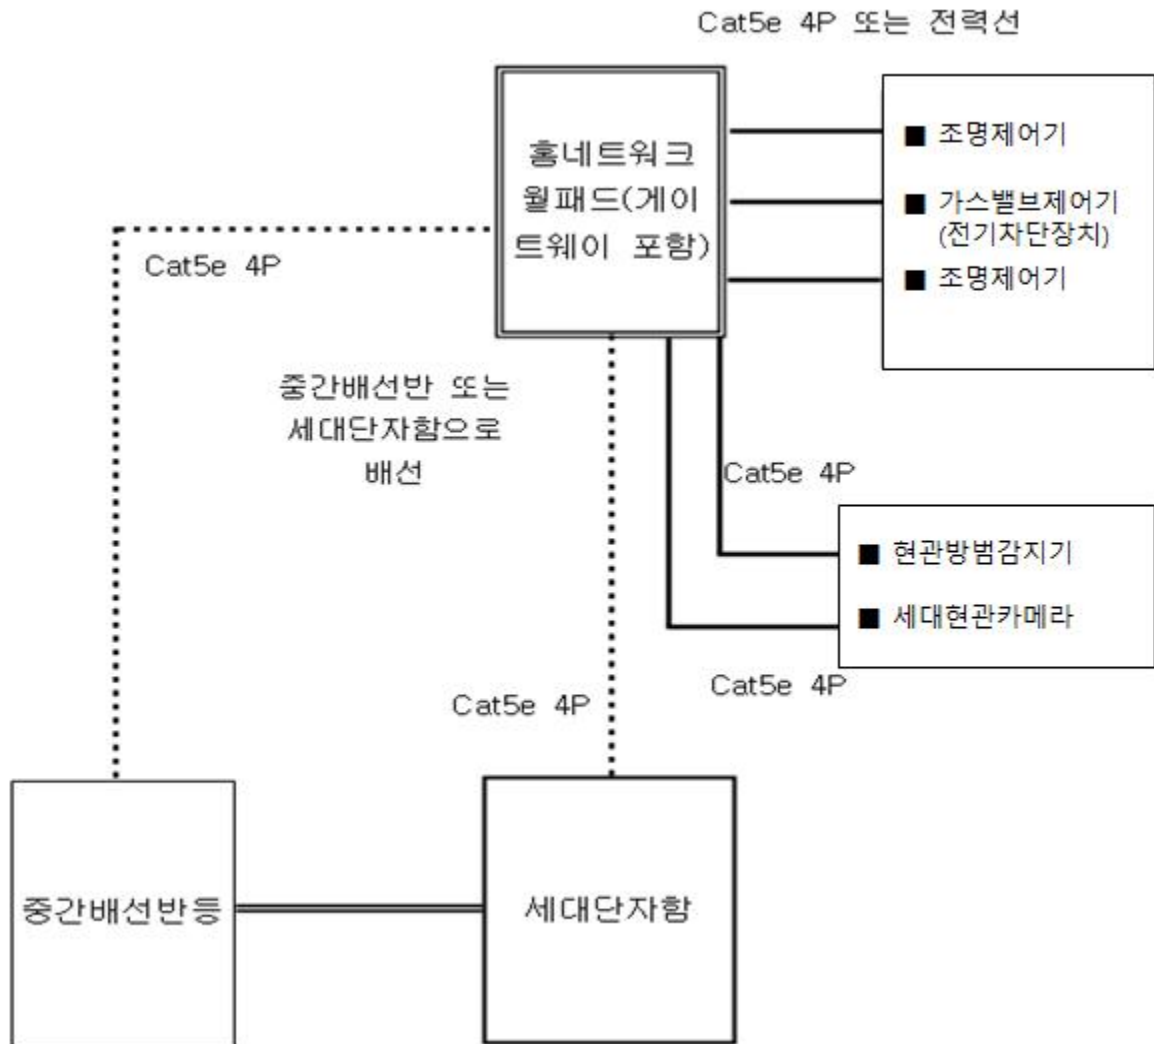 Cat5e 4P 또는 전력선
홈네트워크
월패드(게이
트웨이 포함)
■ 조명제어기
■ 가스밸브제어기
(전기차단장치)
■ 조명제어기
Cat5e 4P
중간배선반 또는
세대단자함으로
배선
Cat5e 4P
■ 현관방범감지기
■ 세대현관카메라
Cat5e 4P
Cat5e 4P
중간배선반등
세대단자함